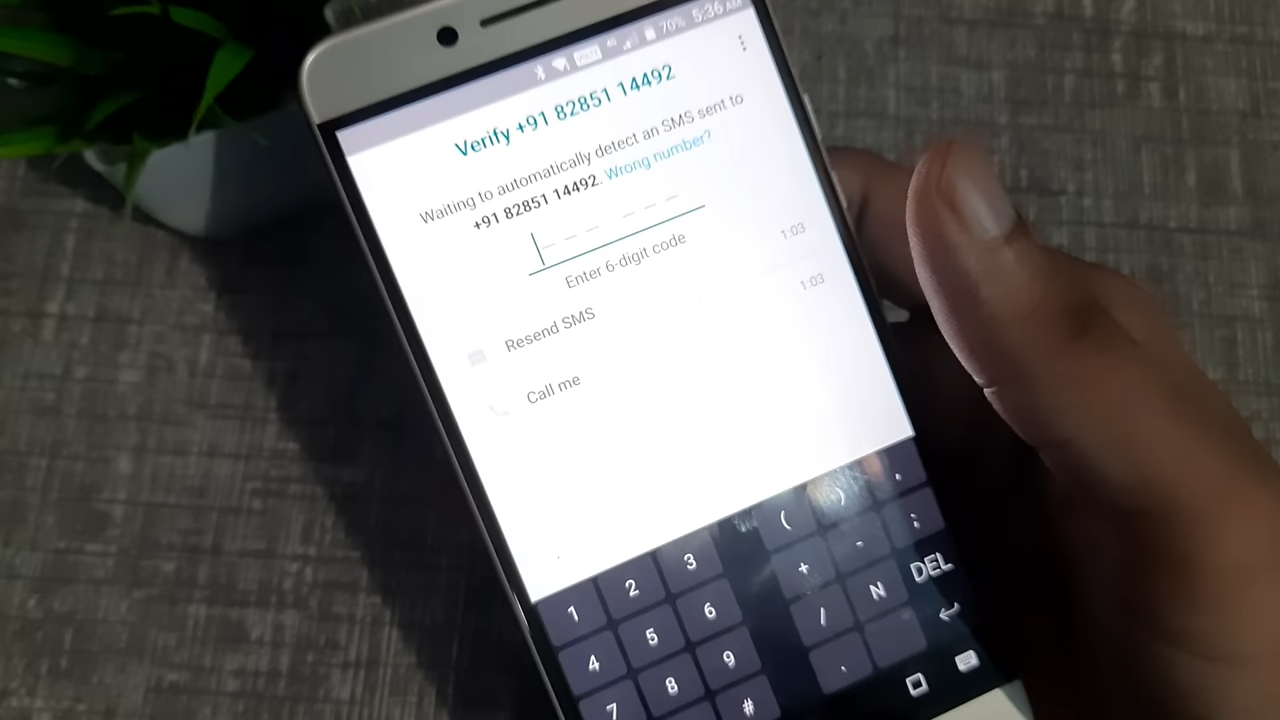 70% 5:36 AM
Verify +91 82851 14492
Waiting to automatically detect an SMS sent to
+91 82851 14492. Wrong number?
Enter 6-digit code
Resend SMS 1:03
Call me 1:03
1 2 3 ( ) ,
4 5 6 + - ;
7 8 9 / N DEL
# .